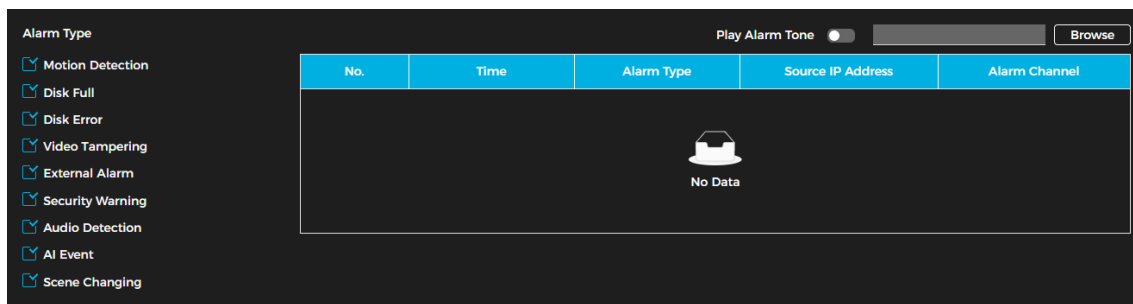 Alarm Type
Play Alarm Tone
Browse
Motion Detection
Disk Full
Disk Error
Video Tampering
External Alarm
Security Warning
Audio Detection
AI Event
Scene Changing
No. Time Alarm Type Source IP Address Alarm Channel
No Data